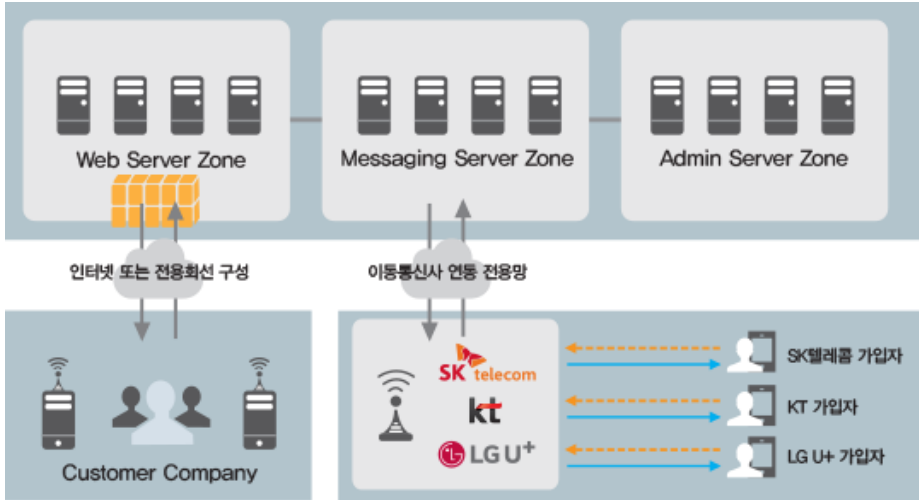 Web Server Zone
Messaging Server Zone
Admin Server Zone
인터넷 또는 전용회선 구성
이동통신사 연동 전용망
SK telecom
kt
LG U+
SK텔레콤 가입자
KT 가입자
LG U+ 가입자
Customer Company